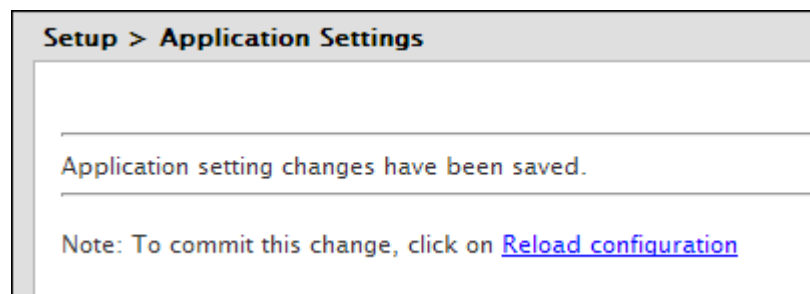 Setup > Application Settings
Application setting changes have been saved.
Note: To commit this change, click on Reload configuration